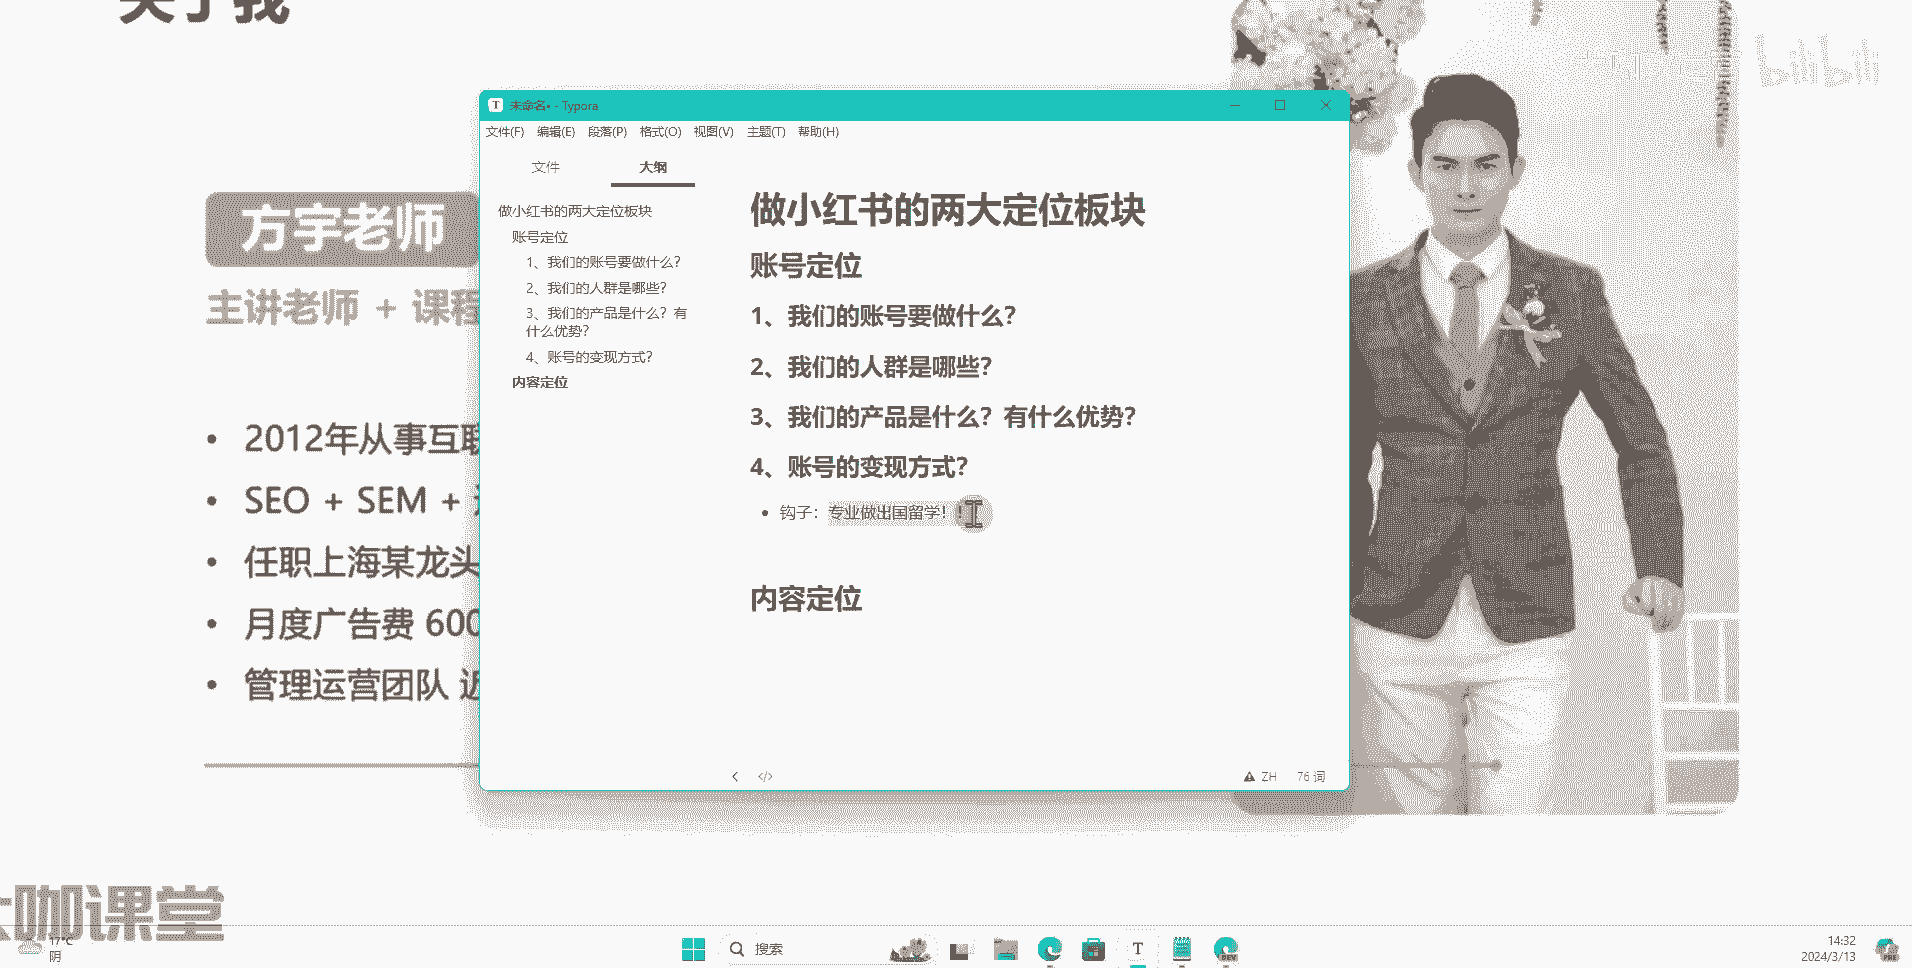 关于我
bilibili
方宇老师
主讲老师 + 课程
2012年从事互联
SEO + SEM +
任职上海某龙头
月度广告费 600
管理运营团队 近
未命名• - Typora
文件(F) 编辑(E) 段落(P) 格式(O) 视图(V) 主题(T) 帮助(H)
文件 大纲
做小红书的两大定位板块
账号定位
1、我们的账号要做什么?
2、我们的人群是哪些?
3、我们的产品是什么? 有
什么优势?
4、账号的变现方式?
内容定位
做小红书的两大定位板块
账号定位
1、我们的账号要做什么?
2、我们的人群是哪些?
3、我们的产品是什么? 有什么优势?
4、账号的变现方式?
• 钩子: 专业做出国留学! !
内容定位
</> ZH 76 词
大咖课堂
17°C
阴
搜索
14:32
2024/3/13